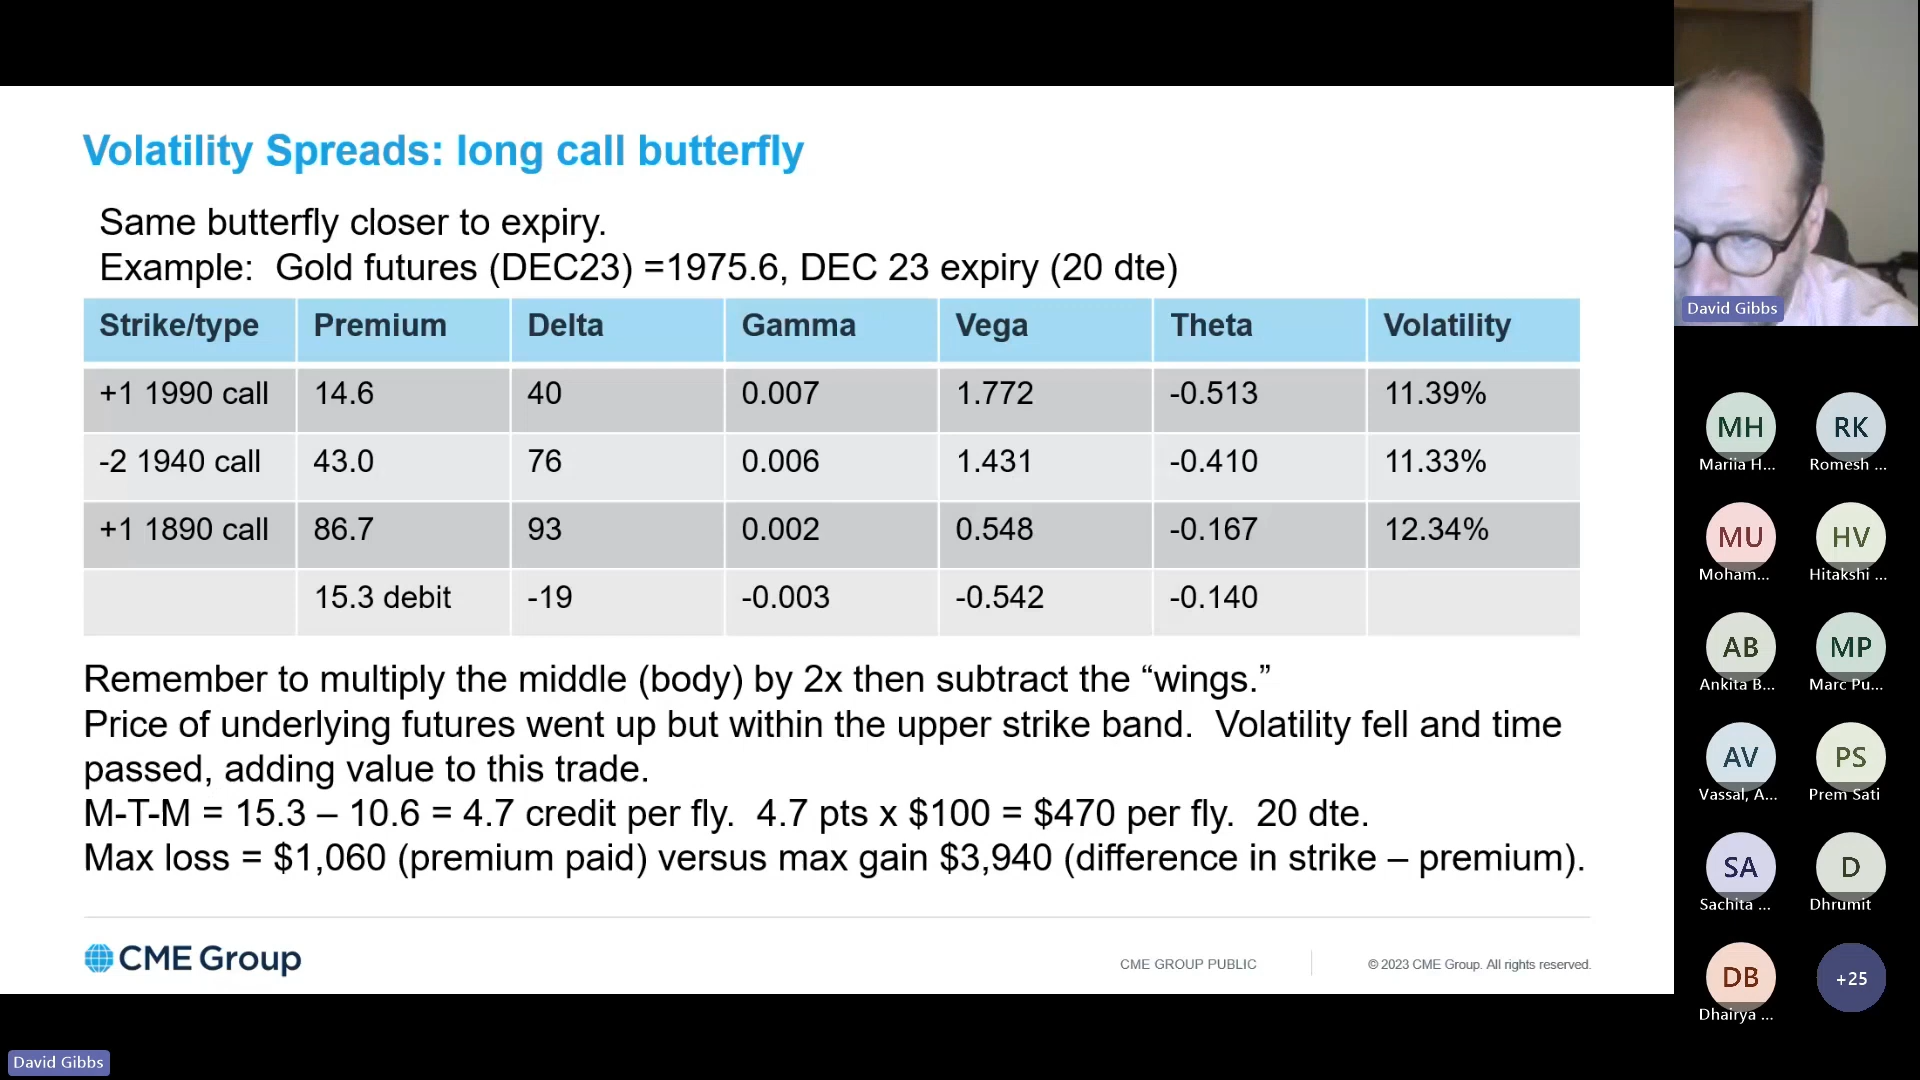 Volatility Spreads: long call butterfly
Same butterfly closer to expiry.
Example: Gold futures (DEC23) =1975.6, DEC 23 expiry (20 dte)
Strike/type Premium Delta Gamma Vega Theta Volatility
+1 1990 call 14.6 40 0.007 1.772 -0.513 11.39%
-2 1940 call 43.0 76 0.006 1.431 -0.410 11.33%
+1 1890 call 86.7 93 0.002 0.548 -0.167 12.34%
15.3 debit -19 -0.003 -0.542 -0.140
Remember to multiply the middle (body) by 2x then subtract the “wings.”
Price of underlying futures went up but within the upper strike band. Volatility fell and time
passed, adding value to this trade.
M-T-M = 15.3 – 10.6 = 4.7 credit per fly. 4.7 pts x $100 = $470 per fly. 20 dte.
Max loss = $1,060 (premium paid) versus max gain $3,940 (difference in strike – premium).
CME Group
CME GROUP PUBLIC
© 2023 CME Group. All rights reserved.
David Gibbs
MH RK
Mariia H... Romesh ...
MU HV
Moham... Hitakshi ...
AB MP
Ankita B... Marc Pu...
AV PS
Vassal, A... Prem Sati
SA D
Sachita ... Dhrumit
DB +25
Dhairya ...
David Gibbs